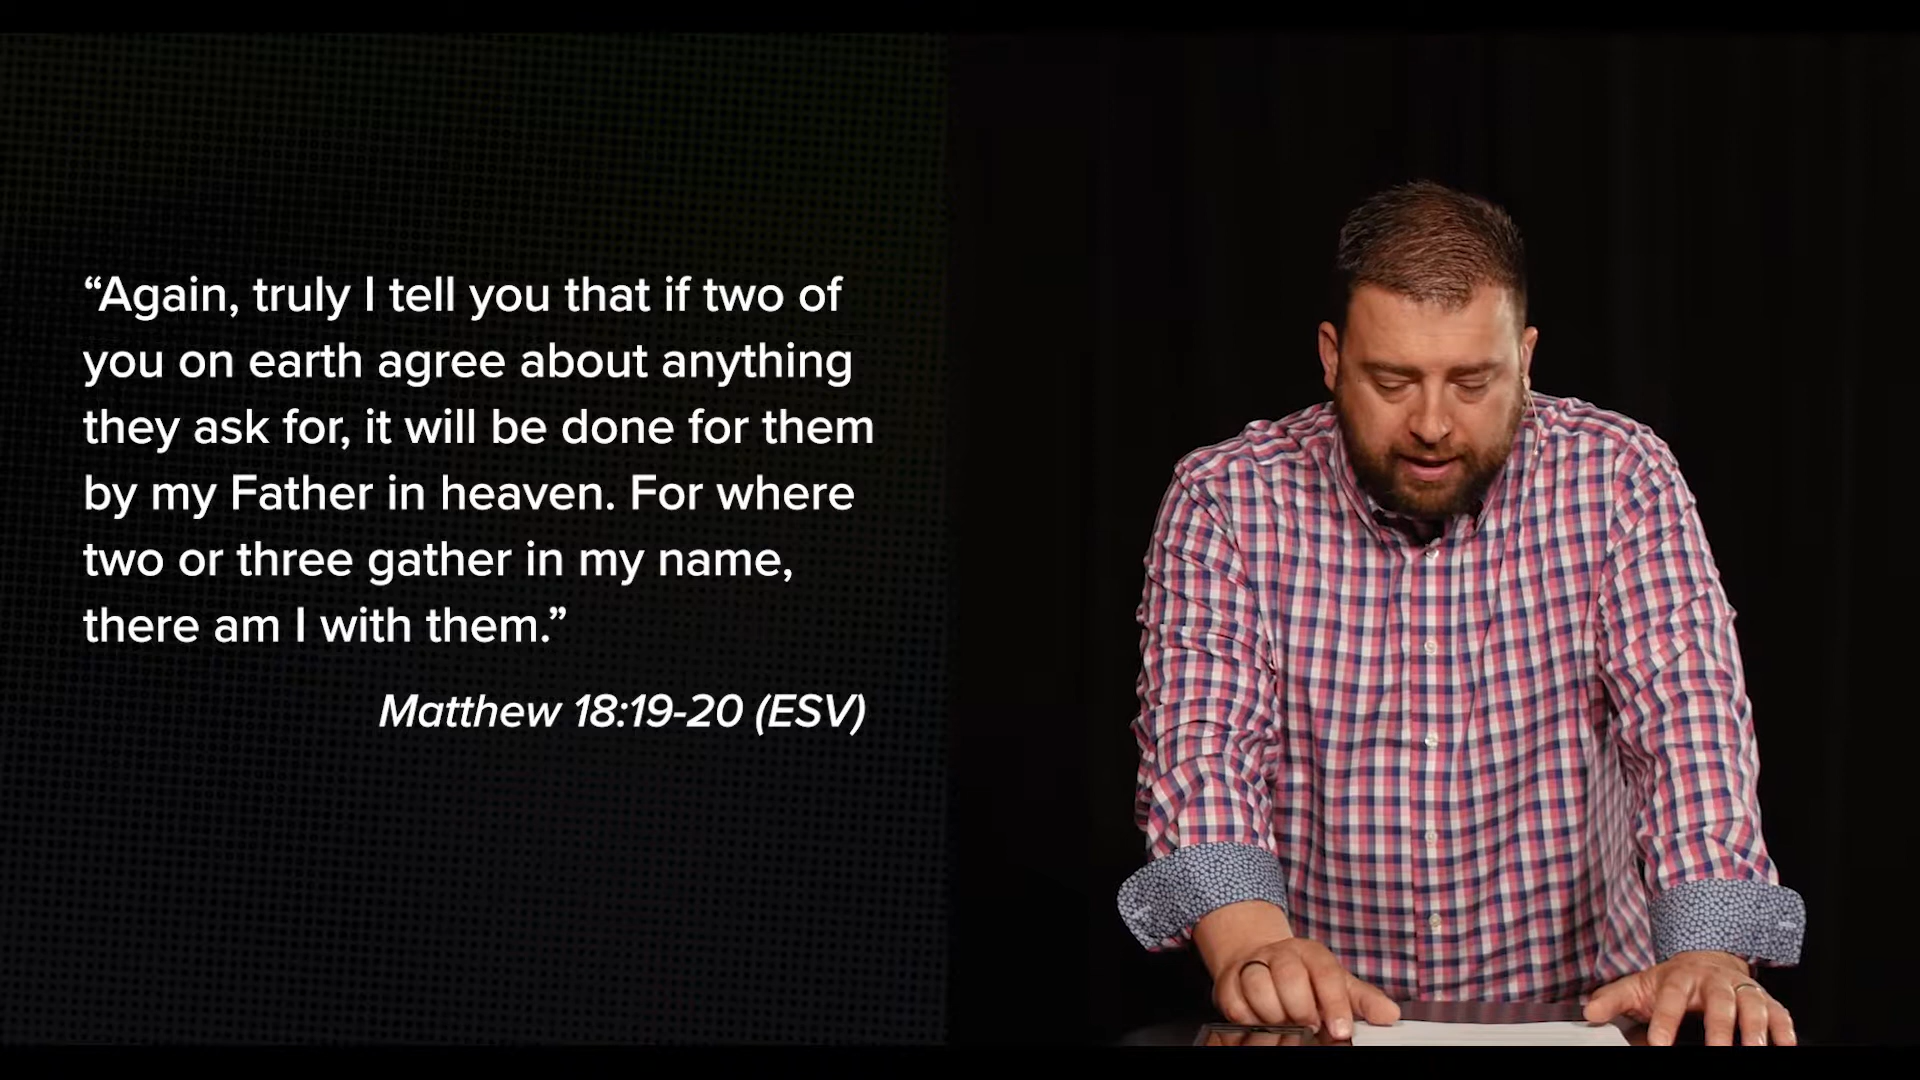 “Again, truly I tell you that if two of
you on earth agree about anything
they ask for, it will be done for them
by my Father in heaven. For where
two or three gather in my name,
there am I with them.”
Matthew 18:19-20 (ESV)